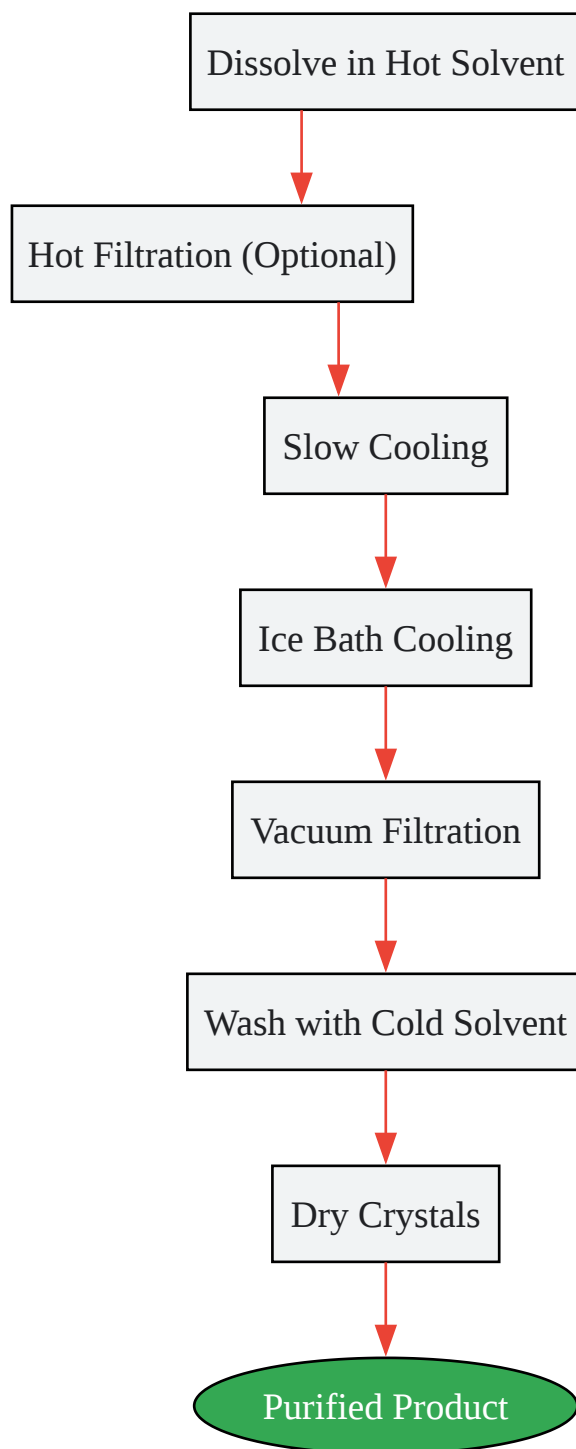 Dissolve in Hot Solvent
Hot Filtration (Optional)
Slow Cooling
Ice Bath Cooling
Vacuum Filtration
Wash with Cold Solvent
Dry Crystals
Purified Product